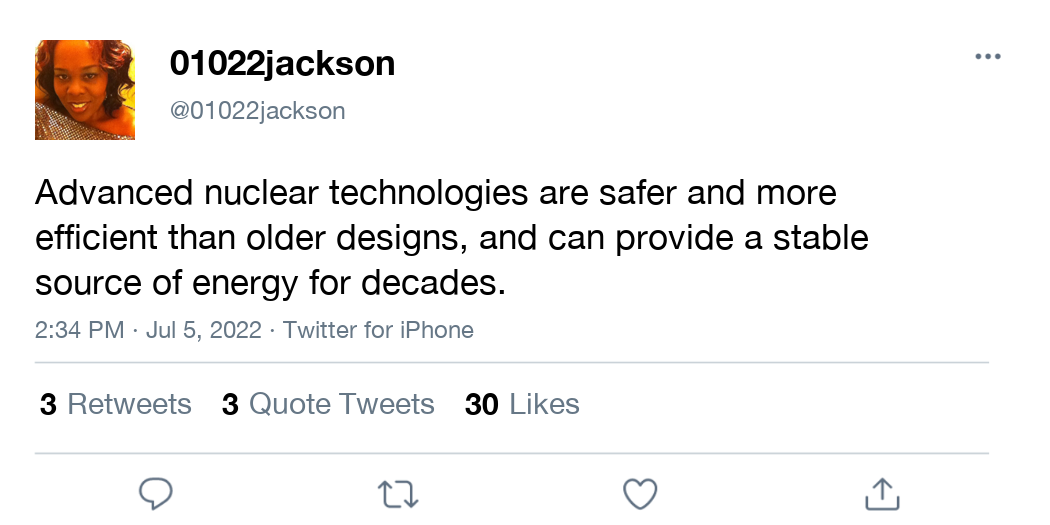 01022jackson
@01022jackson
Advanced nuclear technologies are safer and more
efficient than older designs, and can provide a stable
source of energy for decades.
2:34 PM · Jul 5, 2022 · Twitter for iPhone
3 Retweets 3 Quote Tweets 30 Likes